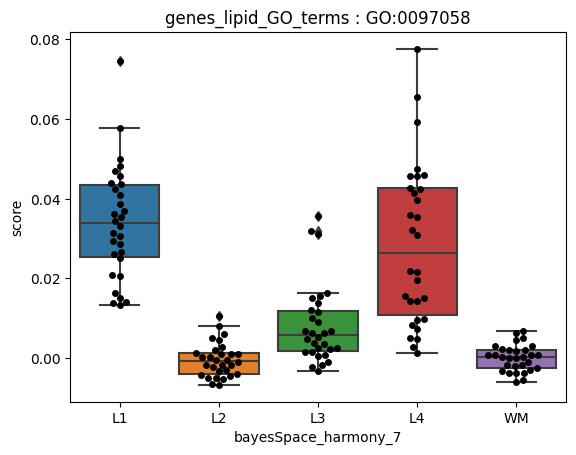 genes_lipid_GO_terms : GO:0097058
0.08
0.06
0.04
0.02
0.00
score
L1 L2 L3 L4 WM
bayesSpace_harmony_7